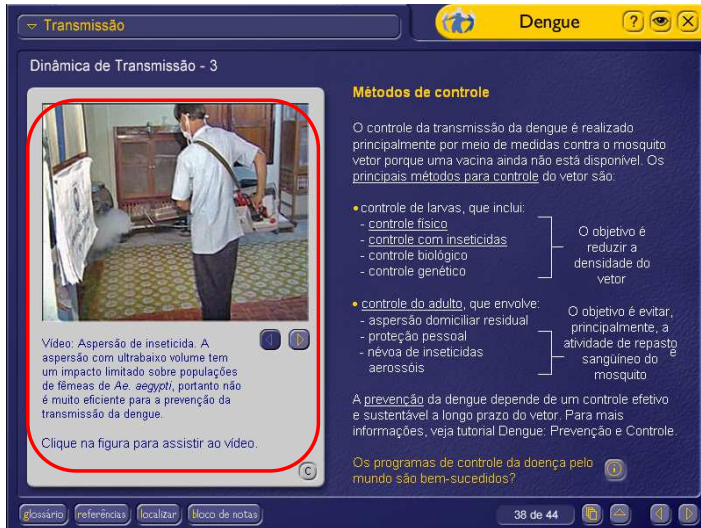 Transmissão
Dengue
?
X
Dinâmica de Transmissão - 3
Vídeo: Aspersão de inseticida. A
aspersão com ultrabaixo volume tem
um impacto limitado sobre populações
de fêmeas de Ae. aegypti, portanto não
é muito eficiente para a prevenção da
transmissão da dengue.
Clique na figura para assistir ao vídeo.
C
Métodos de controle
O controle da transmissão da dengue é realizado
principalmente por meio de medidas contra o mosquito
vetor porque uma vacina ainda não está disponível. Os
principais métodos para controle do vetor são:
• controle de larvas, que inclui:
- controle físico
- controle com inseticidas
- controle biológico
- controle genético
O objetivo é
reduzir a
densidade do
vetor
• controle do adulto, que envolve:
- aspersão domiciliar residual
- proteção pessoal
- névoa de inseticidas
aerossóis
O objetivo é evitar,
principalmente, a
atividade de repasto
sangüíneo do e
mosquito
A prevenção da dengue depende de um controle efetivo
e sustentável a longo prazo do vetor. Para mais
informações, veja tutorial Dengue: Prevenção e Controle.
Os programas de controle da doença pelo
mundo são bem-sucedidos?
i
glossário referências localizar bloco de notas
38 de 44